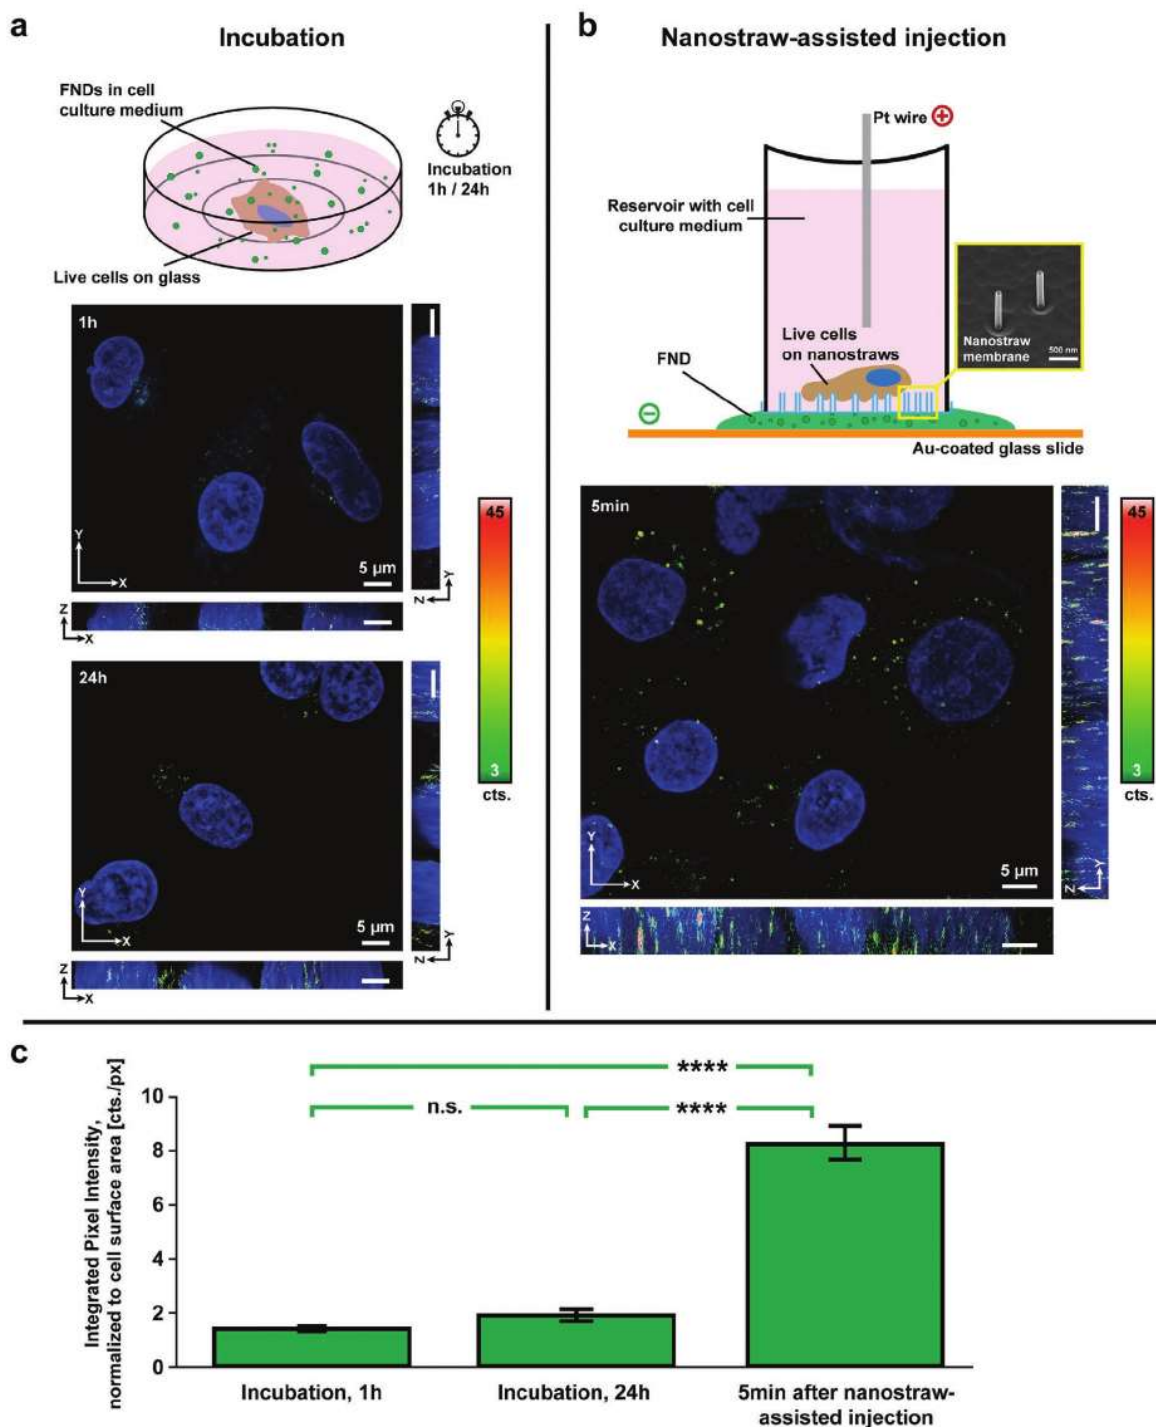 a
Incubation
FNDs in cell
culture medium
Incubation
1h / 24h
Live cells on glass
1h
Y
X
5 µm
Z
Y
Z
X
24h
Y
X
5 µm
Z
Y
Z
X
45
3
cts.
b
Nanostraw-assisted injection
Pt wire
Reservoir with cell
culture medium
Live cells
on nanostraws
FND
Nanostraw
membrane
500 nm
Au-coated glass slide
5min
Y
X
5 µm
Z
Y
Z
X
45
3
cts.
c
****
n.s.
****
Integrated Pixel Intensity,
normalized to cell surface area [cts./px]
10
8
6
4
2
0
Incubation, 1h
Incubation, 24h
5min after nanostraw-
assisted injection